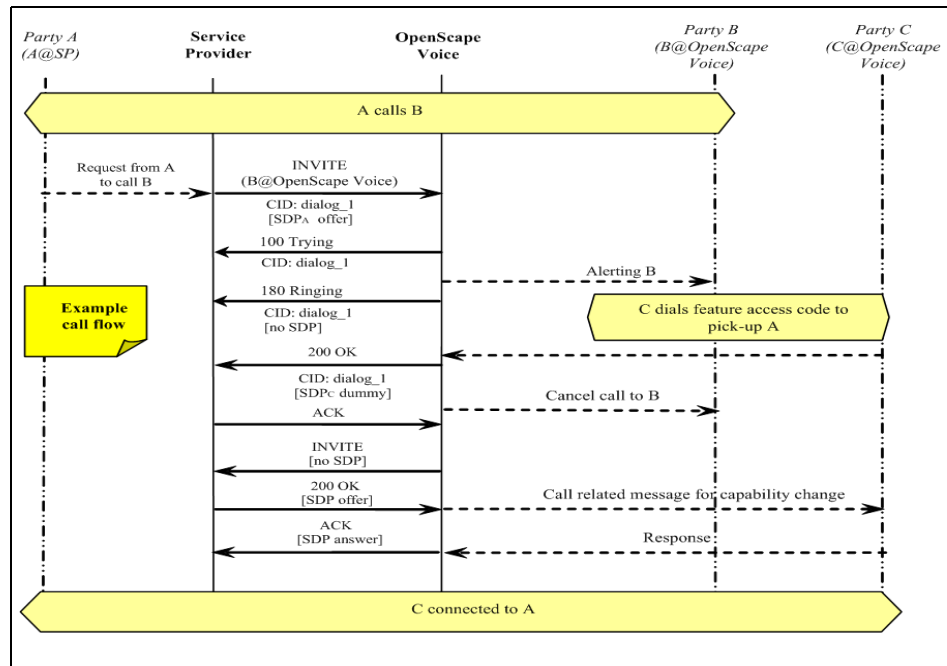 Party A
(A@SP)
Service
Provider
OpenScape
Voice
Party B
(B@OpenScape
Voice)
Party C
(C@OpenScape
Voice)
A calls B
Request from A
to call B
INVITE
(B@OpenScape Voice)
CID: dialog_1
[SDPA offer]
100 Trying
CID: dialog_1
Alerting B
180 Ringing
CID: dialog_1
[no SDP]
Example
call flow
C dials feature access code to
pick-up A
200 OK
CID: dialog_1
[SDPC dummy]
Cancel call to B
ACK
INVITE
[no SDP]
200 OK
[SDP offer]
Call related message for capability change
ACK
[SDP answer]
Response
C connected to A